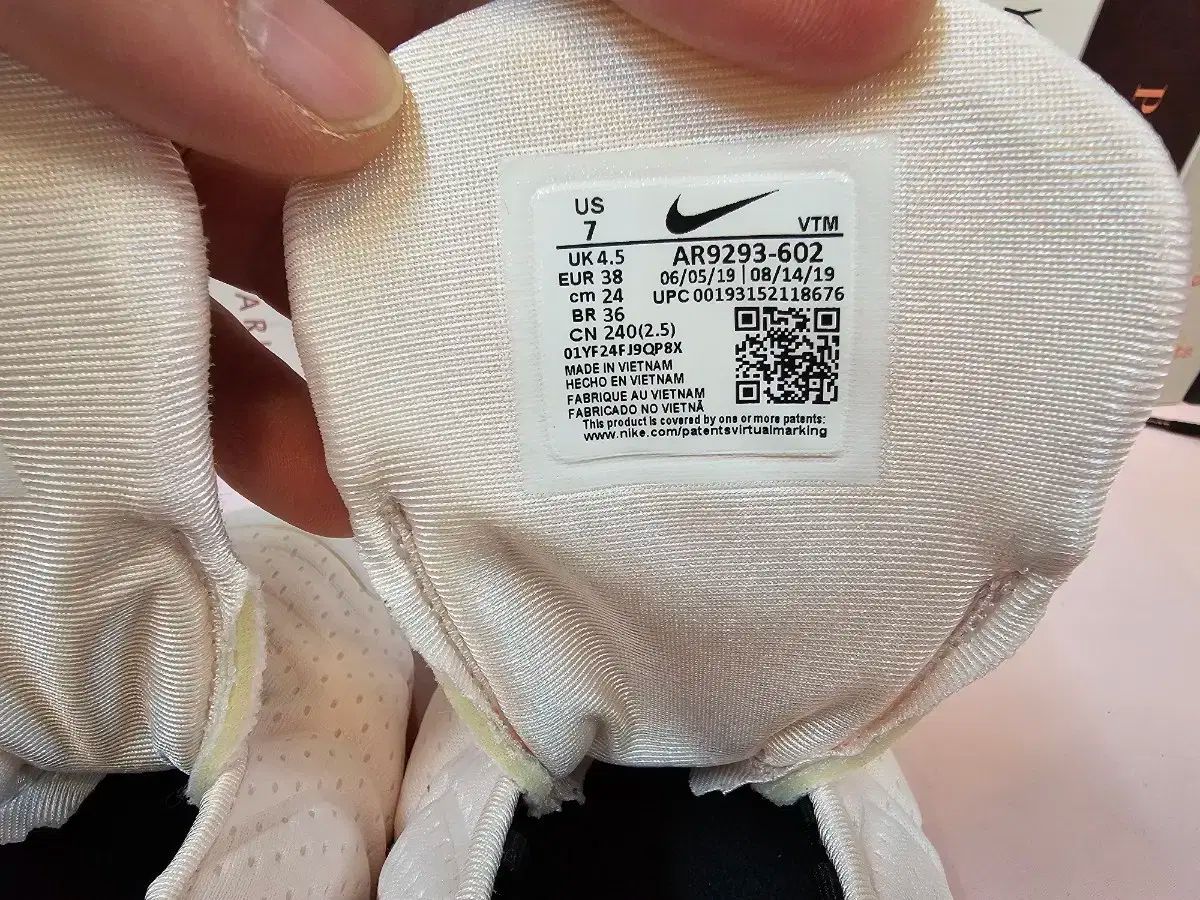 US
7
VTM
UK 4.5
AR9293-602
EUR 38
06/05/19 | 08/14/19
cm 24
UPC 00193152118676
BR 36
CN 240(2.5)
01YF24FJ9QP8X
MADE IN VIETNAM
HECHO EN VIETNAM
FABRIQUE AU VIETNAM
FABRICADO NO VIETNÃ
This product is covered by one or more patents:
www.nike.com/patentsvirtualmarking
Y
P
ARI